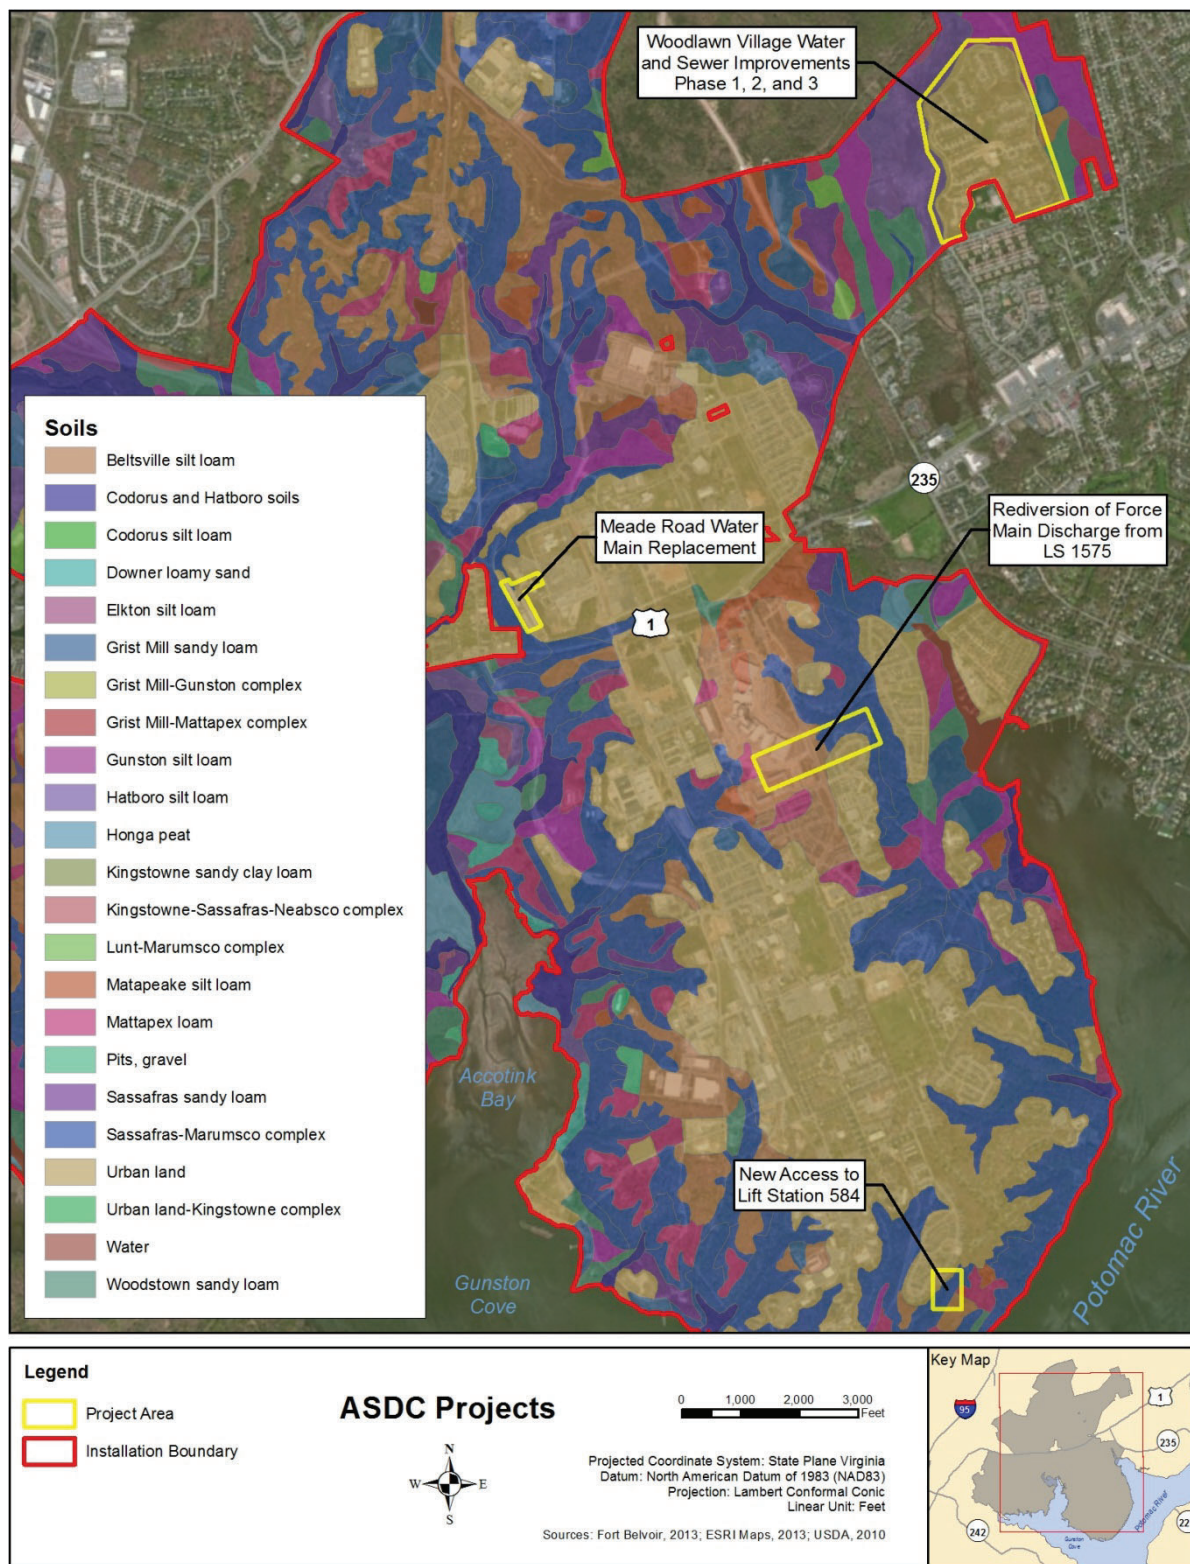 Woodlawn Village Water
and Sewer Improvements
Phase 1, 2, and 3
235
Rediversion of Force
Main Discharge from
LS 1575
Meade Road Water
Main Replacement
1
Soils
Beltsville silt loam
Codorus and Hatboro soils
Codorus silt loam
Downer loamy sand
Elkton silt loam
Grist Mill sandy loam
Grist Mill-Gunston complex
Grist Mill-Mattapex complex
Gunston silt loam
Hatboro silt loam
Honga peat
Kingstowne sandy clay loam
Kingstowne-Sassafras-Neabsco complex
Lunt-Marumsco complex
Matapeake silt loam
Mattapex loam
Pits, gravel
Sassafras sandy loam
Sassafras-Marumsco complex
Urban land
Urban land-Kingstowne complex
Water
Woodstown sandy loam
Accotink
Bay
New Access to
Lift Station 584
Gunston
Cove
Potomac River
Legend
Project Area
Installation Boundary
ASDC Projects
N
W E
S
0 1,000 2,000 3,000
Feet
Projected Coordinate System: State Plane Virginia
Datum: North American Datum of 1983 (NAD83)
Projection: Lambert Conformal Conic
Linear Unit: Feet
Sources: Fort Belvoir, 2013; ESRI Maps, 2013; USDA, 2010
Key Map
95
1
235
Potomac River
242
Gunston
Cove
22